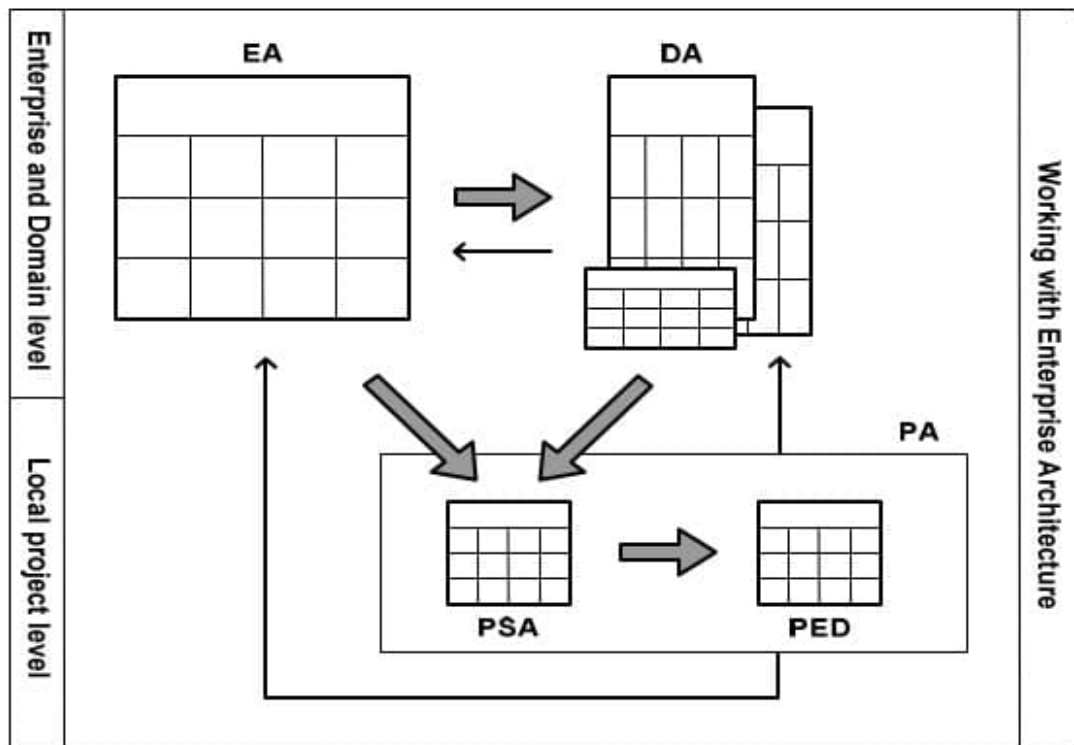 Enterprise and Domain level
EA
DA
Working with Enterprise Architecture
Local project level
PA
PSA
PED